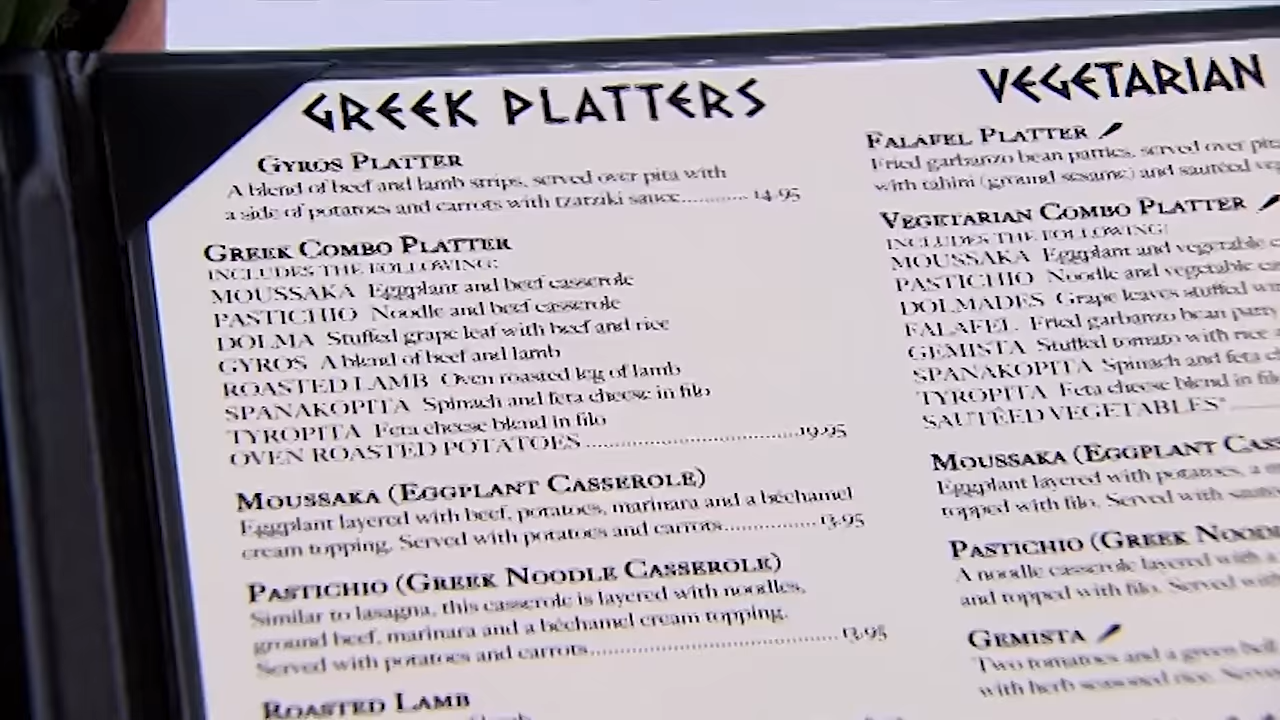 GREEK PLATTERS
GYROS PLATTER
A blend of beef and lamb strips, served over pita with
a side of potatoes and carrots with tzatziki sauce........... 14.95
GREEK COMBO PLATTER
INCLUDES THE FOLLOWING:
MOUSSAKA Eggplant and beef casserole
PASTICHIO Noodle and beef casserole
DOLMA Stuffed grape leaf with beef and rice
GYROS A blend of beef and lamb
ROASTED LAMB Oven roasted leg of lamb
SPANAKOPITA Spinach and feta cheese in filo
TYROPITA Feta cheese blend in filo
OVEN ROASTED POTATOES....................................19.95
MOUSSAKA (EGGPLANT CASSEROLE)
Eggplant layered with beef, potatoes, marinara and a béchamel
cream topping. Served with potatoes and carrots............... 13.95
PASTICHIO (GREEK NOODLE CASSEROLE)
Similar to lasagna, this casserole is layered with noodles,
ground beef, marinara and a béchamel cream topping.
Served with potatoes and carrots........................................ 13.95
ROASTED LAMB
VEGETARIAN
FALAFEL PLATTER
Fried garbanzo bean patties, served over
with tahini (ground sesame) and sautéed
VEGETARIAN COMBO PLATTER
INCLUDES THE FOLLOWING:
MOUSSAKA Eggplant and vegetable
PASTICHIO Noodle and vegetable
DOLMADES Grape leaves stuffed
FALAFEL Fried garbanzo bean patty
GEMISTA Stuffed tomato with rice
SPANAKOPITA Spinach and feta
TYROPITA Feta cheese blend in filo
SAUTÉED VEGETABLES*
MOUSSAKA (EGGPLANT
Eggplant layered with potatoes, a
topped with filo. Served with
PASTICHIO (GREEK
A noodle casserole layered with a
and topped with filo. Served
GEMISTA
Two tomatoes and a green bell
with herb seasoned rice. Served